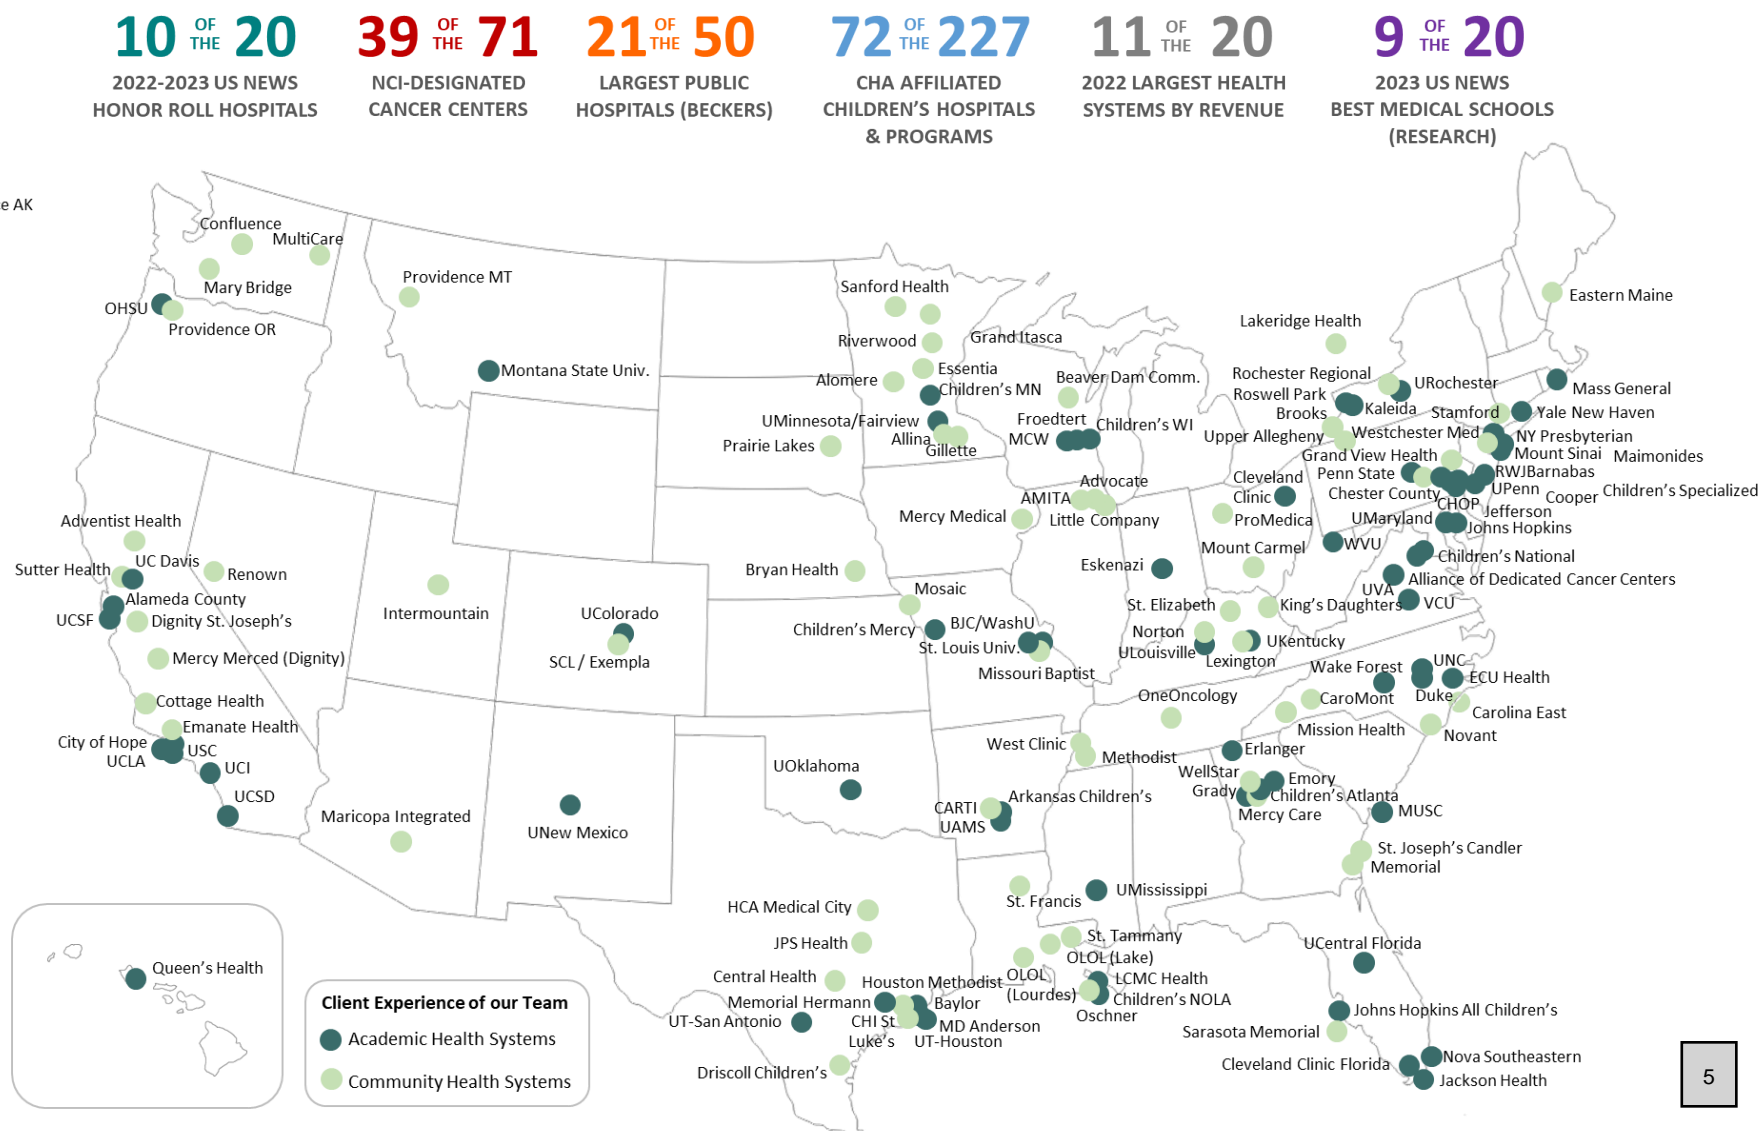 10 OF THE 20
2022-2023 US NEWS
HONOR ROLL HOSPITALS
39 OF THE 71
NCI-DESIGNATED
CANCER CENTERS
21 OF THE 50
LARGEST PUBLIC
HOSPITALS (BECKERS)
72 OF THE 227
CHA AFFILIATED
CHILDREN'S HOSPITALS
& PROGRAMS
11 OF THE 20
2022 LARGEST HEALTH
SYSTEMS BY REVENUE
9 OF THE 20
2023 US NEWS
BEST MEDICAL SCHOOLS
(RESEARCH)
e AK
Confluence
MultiCare
Mary Bridge
OHSU
Providence OR
Providence MT
Montana State Univ.
Sanford Health
Grand Itasca
Riverwood
Essentia
Alomere
Children's MN
UMinnesota/Fairview
Allina
Gillette
Prairie Lakes
Beaver Dam Comm.
Froedtert
MCW
Children's WI
Advocate
AMITA
Little Company
Mercy Medical
Lakeridge Health
Eastern Maine
Rochester Regional
URochester
Roswell Park
Kaleida
Brooks
Upper Allegheny
Mass General
Stamford
Yale New Haven
Westchester Med
NY Presbyterian
Mount Sinai
Maimonides
Grand View Health
Penn State
RWJBarnabas
Chester County
UPenn
CHOP
Cooper
Children's Specialized
Jefferson
UMaryland
Johns Hopkins
Cleveland
Clinic
ProMedica
Mount Carmel
WVU
Children's National
Alliance of Dedicated Cancer Centers
UVA
VCU
Eskenazi
St. Elizabeth
King's Daughters
Norton
ULouisville
UKentucky
Lexington
Adventist Health
UC Davis
Sutter Health
Renown
Alameda County
UCSF
Dignity St. Joseph's
Mercy Merced (Dignity)
Cottage Health
Emanate Health
City of Hope
UCLA
USC
UCI
UCSD
Intermountain
UColorado
SCL / Exempla
Bryan Health
Mosaic
Children's Mercy
BJC/WashU
St. Louis Univ.
Missouri Baptist
OneOncology
Wake Forest
UNC
ECU Health
Duke
CaroMont
Carolina East
Mission Health
Novant
West Clinic
Methodist
Erlanger
WellStar
Emory
Grady
Children's Atlanta
Mercy Care
MUSC
St. Joseph's Candler
Memorial
Maricopa Integrated
UNew Mexico
UOklahoma
CARTI
Arkansas Children's
UAMS
St. Francis
UMississippi
HCA Medical City
JPS Health
Central Health
Houston Methodist
Memorial Hermann
Baylor
UT-San Antonio
CHI St
Luke's
MD Anderson
UT-Houston
Driscoll Children's
St. Tammany
OLOL (Lake)
OLOL
(Lourdes)
LCMC Health
Children's NOLA
Oschner
UCentral Florida
Johns Hopkins All Children's
Sarasota Memorial
Cleveland Clinic Florida
Nova Southeastern
Jackson Health
Queen's Health
Client Experience of our Team
Academic Health Systems
Community Health Systems
5